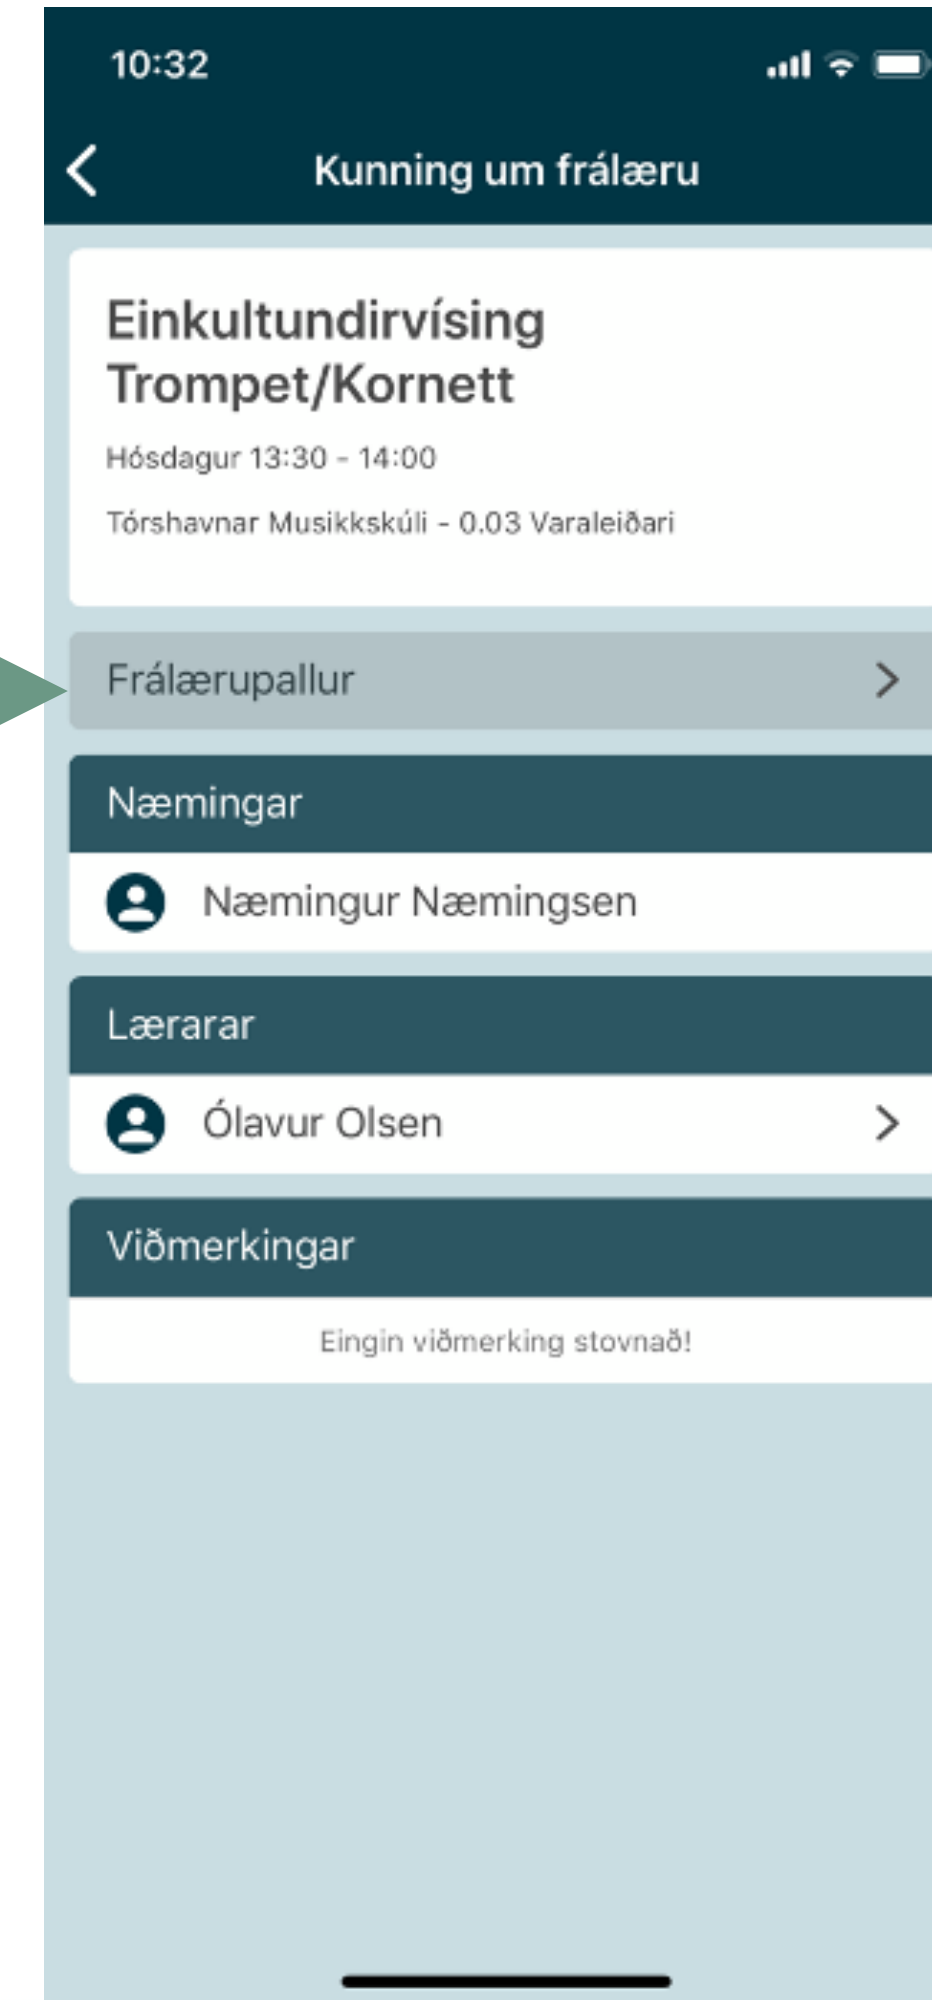 10:32
Kunning um frálæru
Einkultundirvísing
Trompet/Kornett
Hósdagur 13:30 - 14:00
Tórshavnar Musikkskúli - 0.03 Varaleiðari
Frálærupallur
Næmingar
Næmingur Næmingsen
Lærarar
Ólavur Olsen
Viðmerkingar
Eingin viðmerking stovnað!